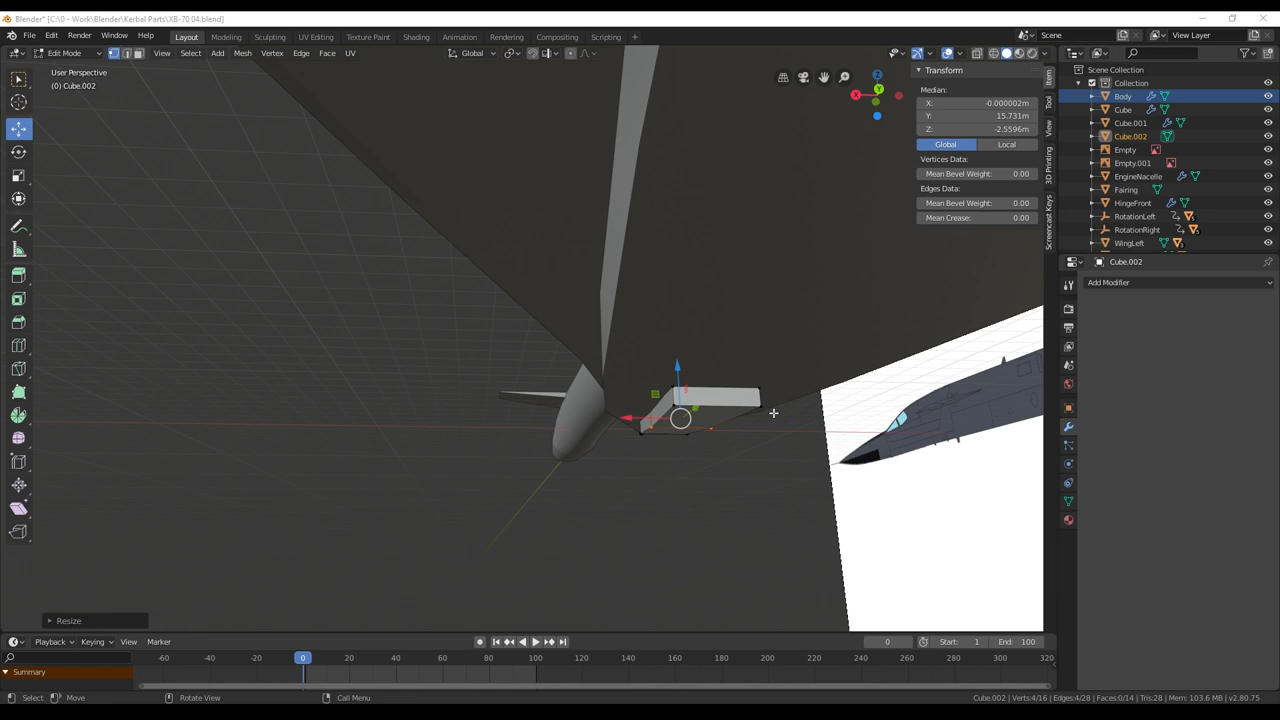 Blender* [C:\0 - Work\Blender\Kerbal Parts\XB-70 04.blend]
File Edit Render Window Help Layout Modeling Sculpting UV Editing Texture Paint Shading Animation Rendering Compositing Scripting + Scene View Layer
Edit Mode View Select Add Mesh Vertex Edge Face UV Global
User Perspective
(0) Cube.002
Z
Y
X
Transform
Median:
X: -0.000002m
Y: 15.731m
Z: -2.5596m
Global Local
Vertices Data:
Mean Bevel Weight: 0.00
Edges Data:
Mean Bevel Weight: 0.00
Mean Crease: 0.00
Item
Tool
View
3D Printing
Screencast Keys
Scene Collection
Collection
Body
Cube
Cube.001
Cube.002
Empty
Empty.001
EngineNacelle
Fairing
HingeFront
RotationLeft
RotationRight
WingLeft
Cube.002
Add Modifier
Resize
Playback Keying View Marker 0 Start: 1 End: 100
-60 -40 -20 0 20 40 60 80 100 120 140 160 180 200 220 240 260 280 300 320
Summary
Select Move Rotate View Call Menu Cube.002 | Verts:4/16 | Edges:4/28 | Faces:0/14 | Tris:28 | Mem: 103.6 MB | v2.80.75